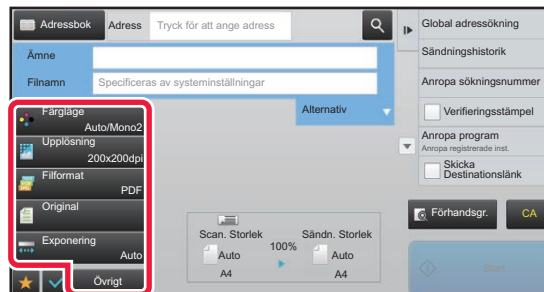 Adressbok
Adress
Tryck för att ange adress
Ämne
Filnamn
Specificeras av systeminställningar
Alternativ
Färgläge
Auto/Mono2
Upplösning
200x200dpi
Filformat
PDF
Original
Exponering
Auto
Övrigt
Scan. Storlek
100%
Sändn. Storlek
Auto
A4
Auto
A4
Global adressökning
Sändningshistorik
Anropa sökningsnummer
Verifieringsstämpel
Anropa program
Anropa registrerade inst.
Skicka
Destinationslänk
Förhandsgr.
CA
Start